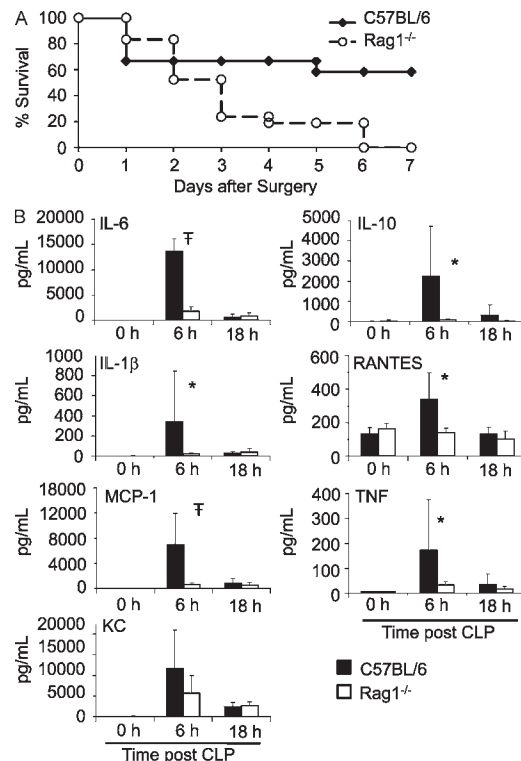 A
C57BL/6
Rag1-/-
% Survival
100
80
60
40
20
0
0 1 2 3 4 5 6 7
Days after Surgery
B
IL-6
pg/mL
20000
15000
10000
5000
0
Ŧ
0 h 6 h 18 h
IL-10
pg/mL
5000
4000
3000
2000
1000
0
*
0 h 6 h 18 h
IL-1β
pg/mL
1000
800
600
400
200
0
*
0 h 6 h 18 h
RANTES
pg/mL
600
400
200
0
*
0 h 6 h 18 h
MCP-1
pg/mL
18000
12000
6000
0
Ŧ
0 h 6 h 18 h
TNF
pg/mL
400
300
200
100
0
*
0 h 6 h 18 h
Time post CLP
KC
pg/mL
20000
15000
10000
5000
0
0 h 6 h 18 h
Time post CLP
C57BL/6
Rag1-/-